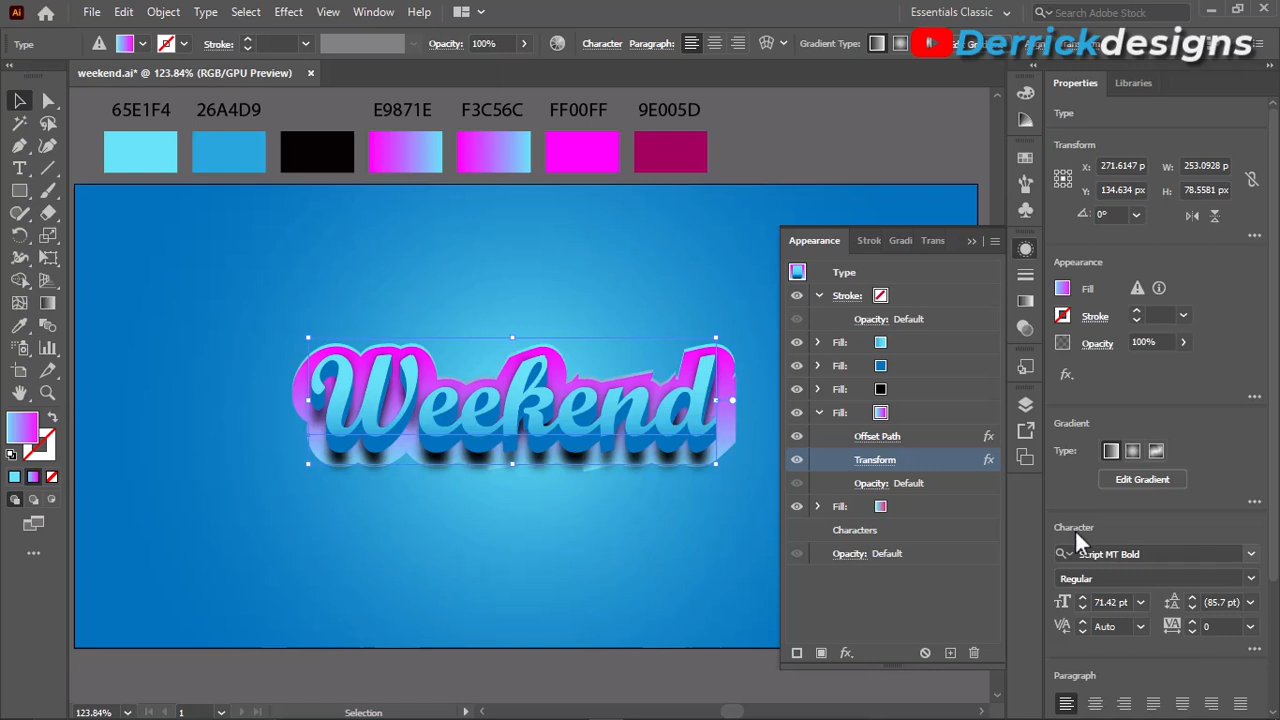 Ai File Edit Object Type Select Effect View Window Help Essentials Classic Search Adobe Stock
Type Stroke: Opacity: 100% Character Paragraph: Gradient Type:
Derrickdesigns
weekend.ai* @ 123.84% (RGB/GPU Preview)
65E1F4 26A4D9 E9871E F3C56C FF00FF 9E005D
Weekend
Appearance Strok Gradi Trans
Type
Stroke:
Opacity: Default
Fill:
Fill:
Fill:
Fill:
Offset Path fx
Transform fx
Opacity: Default
Fill:
Characters
Opacity: Default
fx.
Properties Libraries
Type
Transform
X: 271.6147 p W: 253.0928 p
Y: 134.634 px H: 78.5581 px
0°
Appearance
Fill
Stroke
Opacity 100%
fx.
Gradient
Type:
Edit Gradient
Character
Script MT Bold
Regular
71.42 pt (85.7 pt)
Auto 0
Paragraph
123.84% 1 Selection